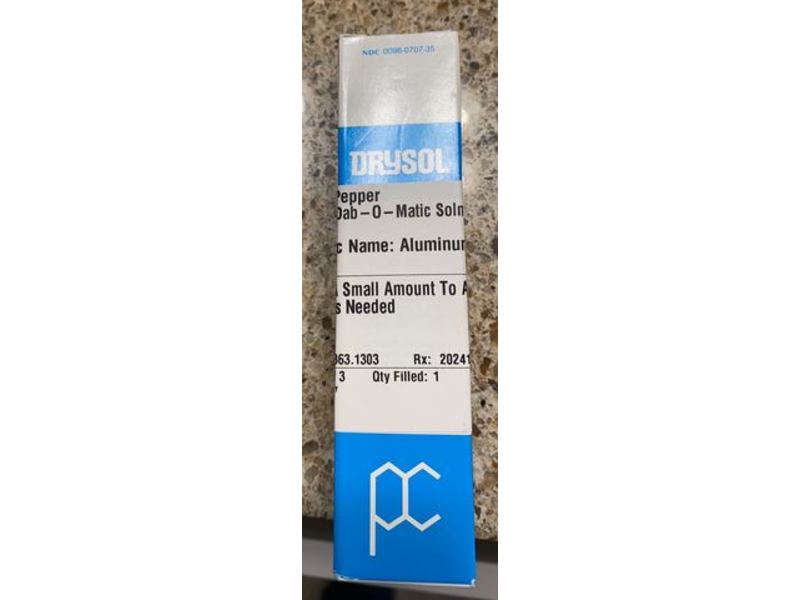 NDC 0096-0707-35
DRYSOL
Pepper
Dab-O-Matic Soln
c Name: Aluminum
Small Amount To A
s Needed
363.1303 Rx: 20241
3 Qty Filled: 1
pc